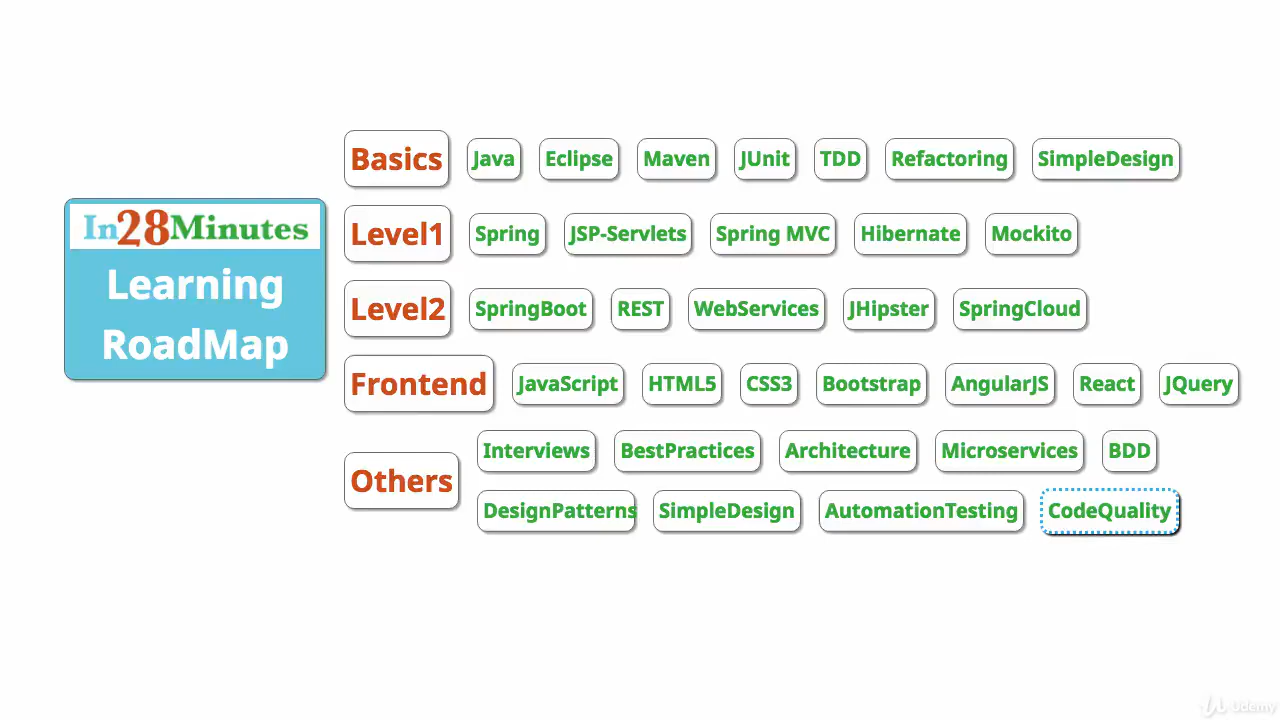 In28Minutes
Learning
RoadMap
Basics Java Eclipse Maven JUnit TDD Refactoring SimpleDesign
Level1 Spring JSP-Servlets Spring MVC Hibernate Mockito
Level2 SpringBoot REST WebServices JHipster SpringCloud
Frontend JavaScript HTML5 CSS3 Bootstrap AngularJS React JQuery
Others
Interviews BestPractices Architecture Microservices BDD
DesignPatterns SimpleDesign AutomationTesting CodeQuality
Udemy